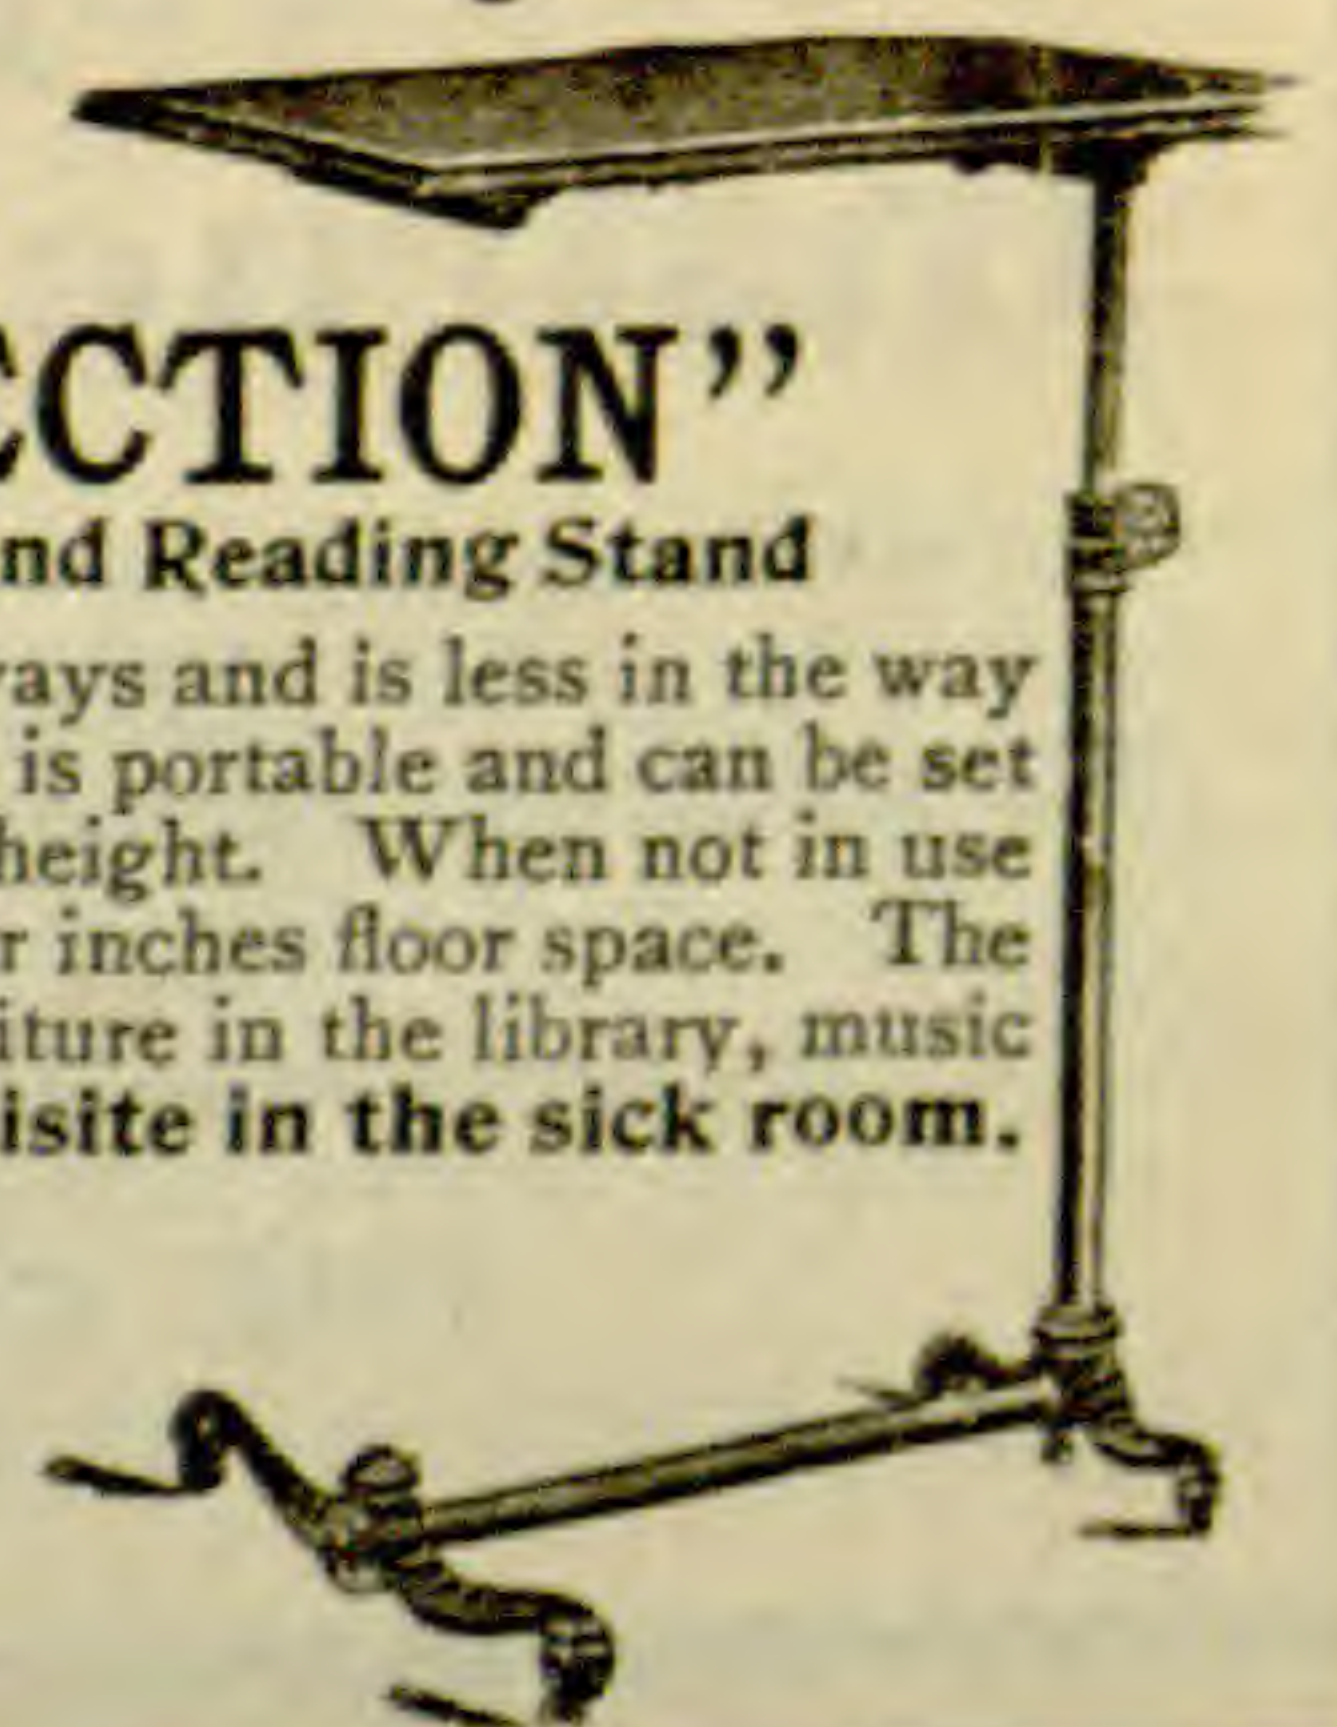 ECTION”
nd Reading Stand
ays and is less in the way
is portable and can be set
height. When not in use
r inches floor space. The
iture in the library, music
isite in the sick room.